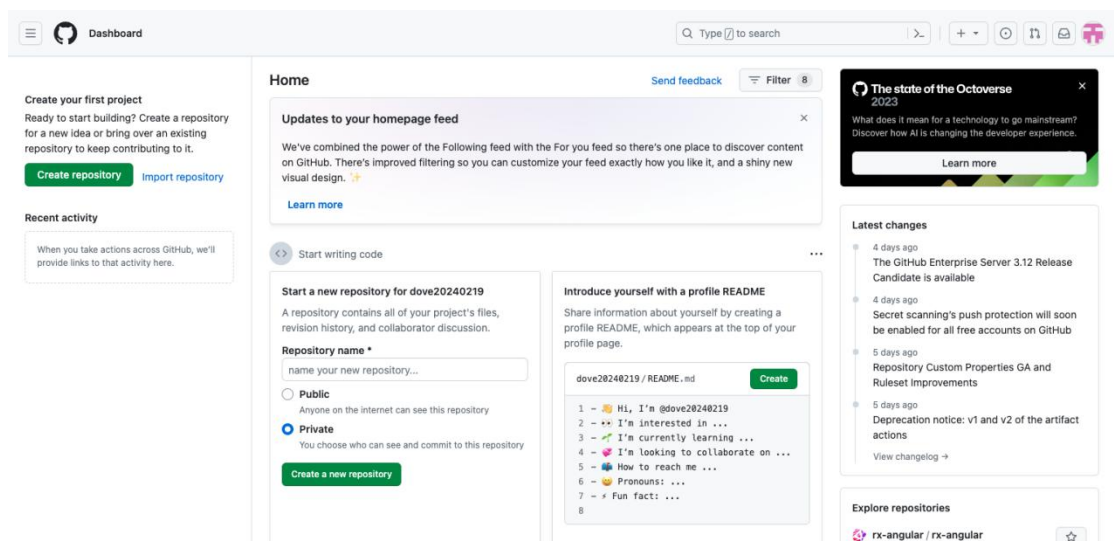 Dashboard
Type / to search
Create your first project
Ready to start building? Create a repository
for a new idea or bring over an existing
repository to keep contributing to it.
Create repository
Import repository
Recent activity
When you take actions across GitHub, we'll
provide links to that activity here.
Home
Send feedback
Filter 8
Updates to your homepage feed
We've combined the power of the Following feed with the For you feed so there's one place to discover content
on GitHub. There's improved filtering so you can customize your feed exactly how you like it, and a shiny new
visual design. ✨
Learn more
Start writing code
Start a new repository for dove20240219
A repository contains all of your project's files,
revision history, and collaborator discussion.
Repository name *
name your new repository...
Public
Anyone on the internet can see this repository
Private
You choose who can see and commit to this repository
Create a new repository
Introduce yourself with a profile README
Share information about yourself by creating a
profile README, which appears at the top of your
profile page.
dove20240219 / README.md
Create
1 - 👋 Hi, I'm @dove20240219
2 - 👀 I'm interested in ...
3 - 🌱 I'm currently learning ...
4 - 💞️ I'm looking to collaborate on ...
5 - 📫 How to reach me ...
6 - 😄 Pronouns: ...
7 - ⚡ Fun fact: ...
8
The state of the Octoverse
2023
What does it mean for a technology to go mainstream?
Discover how AI is changing the developer experience.
Learn more
Latest changes
4 days ago
The GitHub Enterprise Server 3.12 Release
Candidate is available
4 days ago
Secret scanning's push protection will soon
be enabled for all free accounts on GitHub
5 days ago
Repository Custom Properties GA and
Ruleset Improvements
5 days ago
Deprecation notice: v1 and v2 of the artifact
actions
View changelog →
Explore repositories
rx-angular / rx-angular